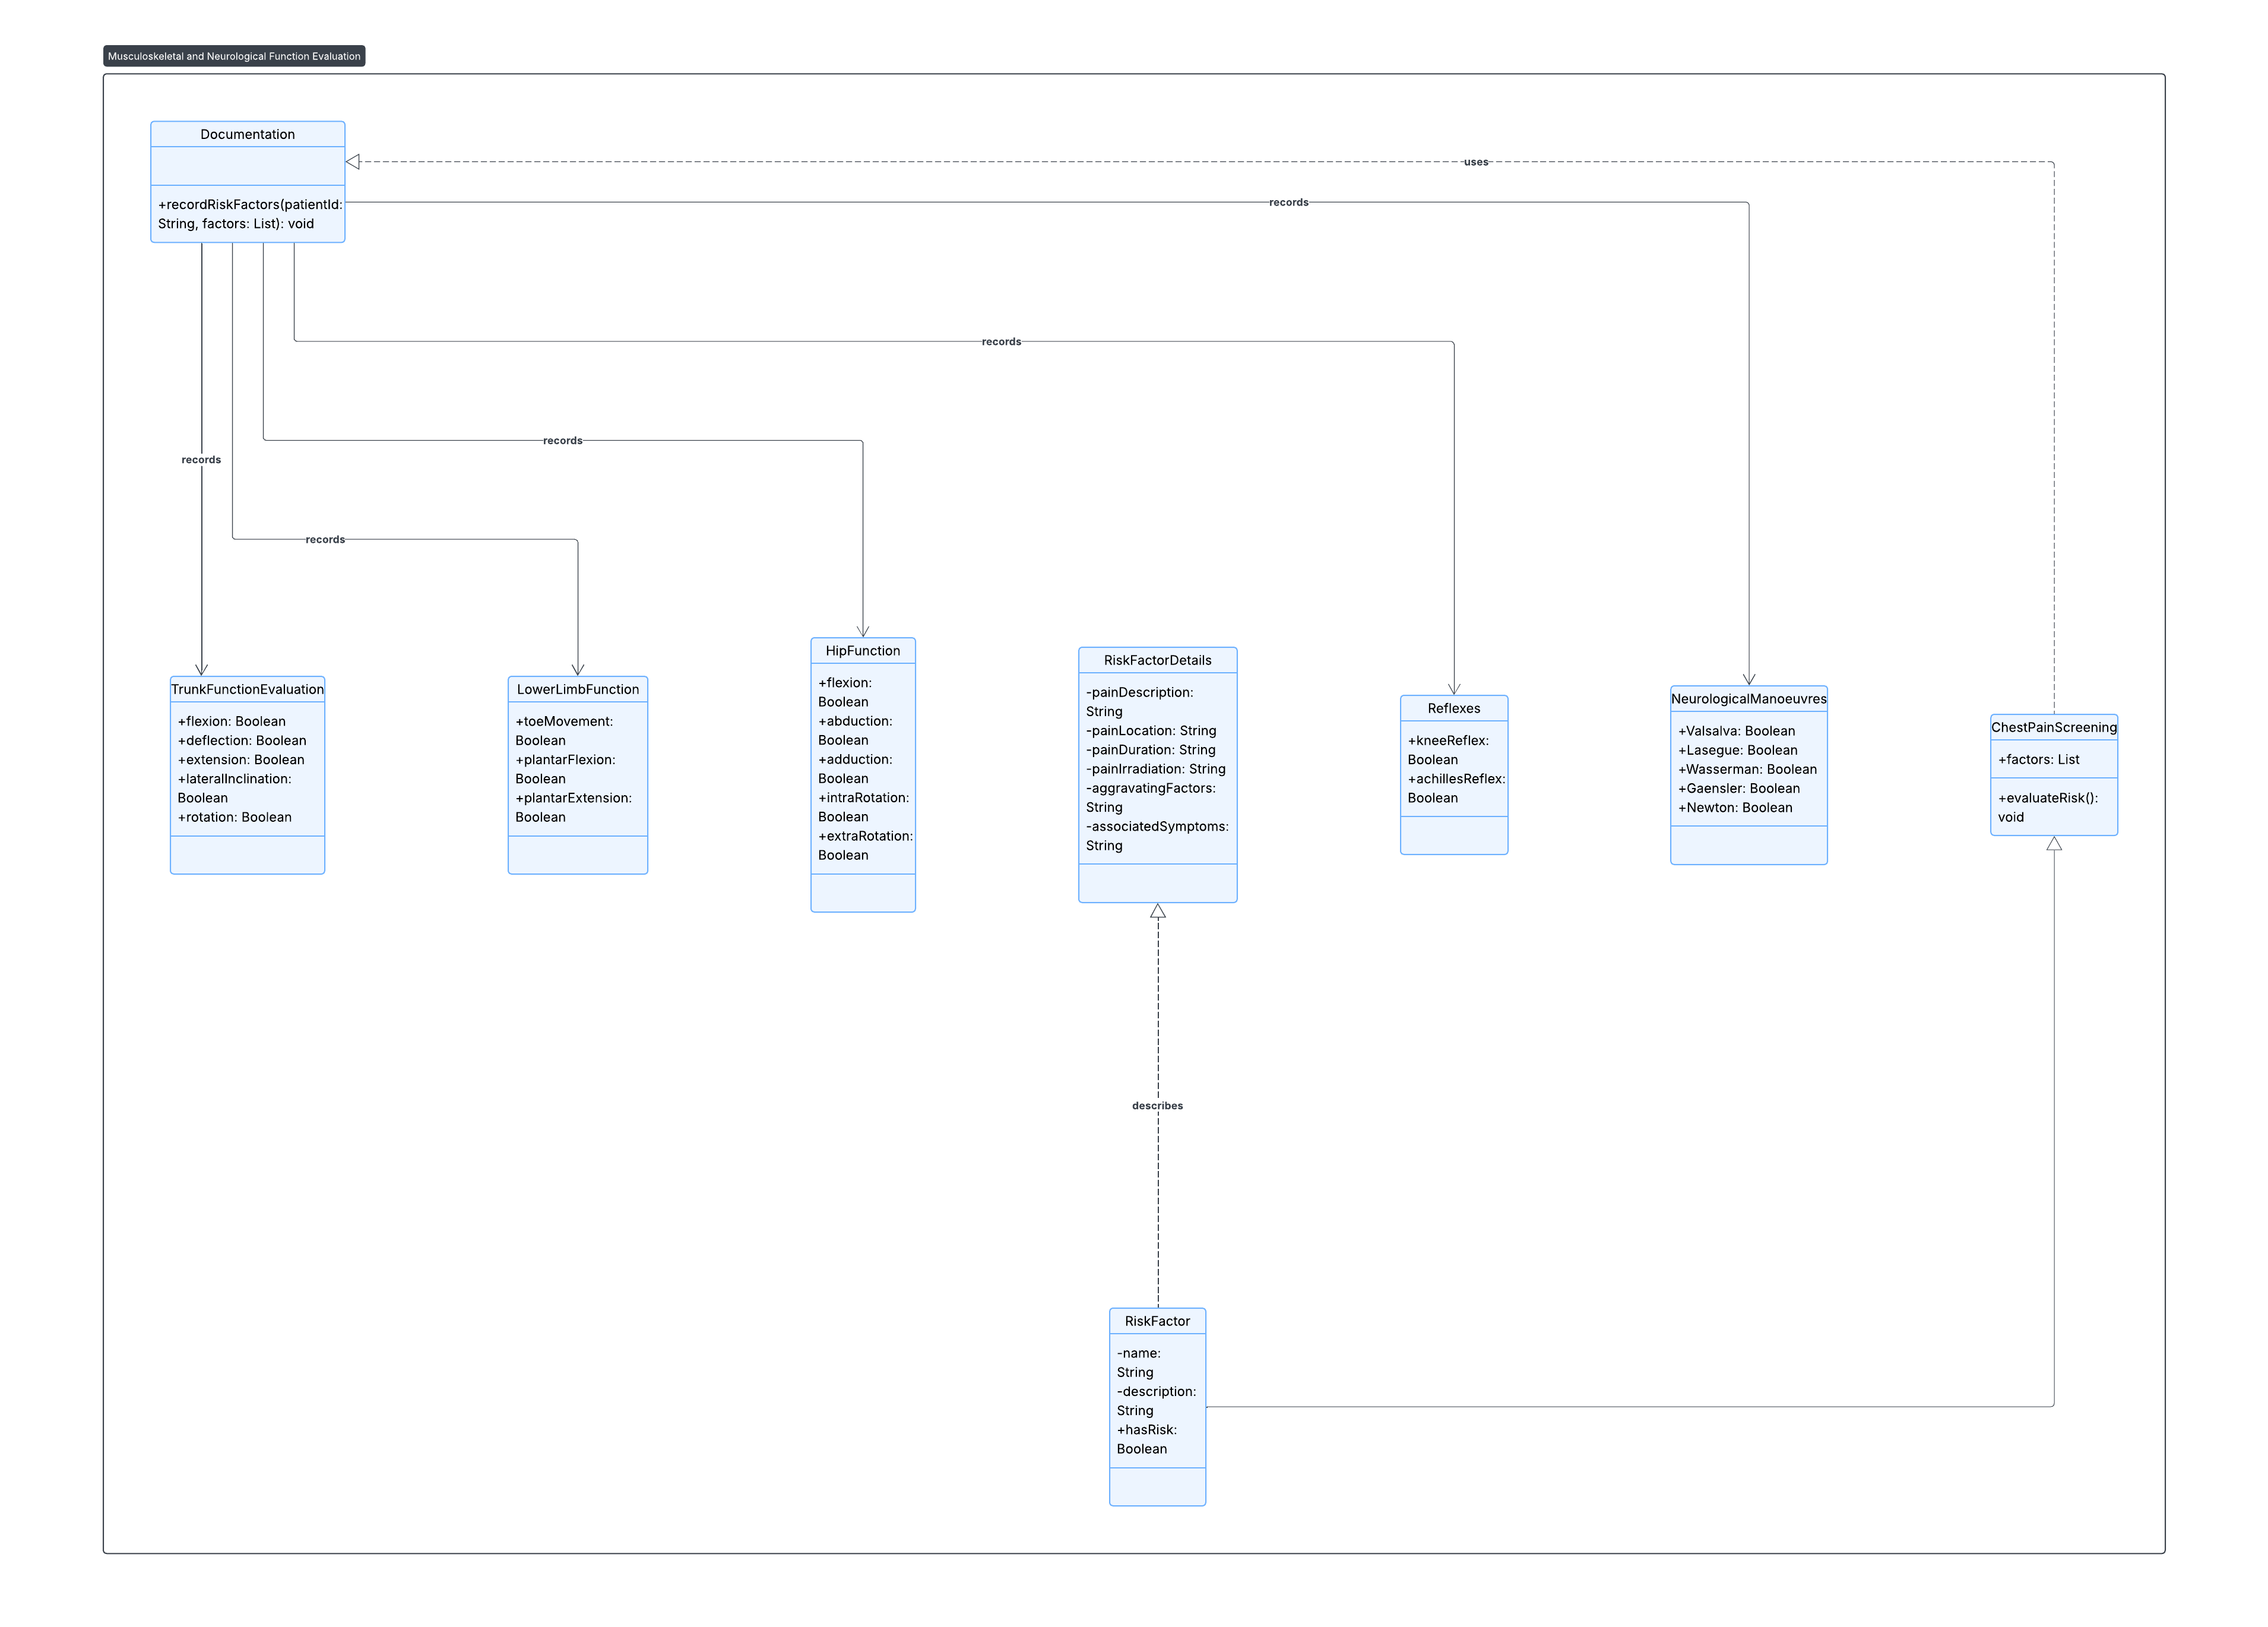 Musculoskeletal and Neurological Function Evaluation
Documentation
+recordRiskFactors(patientId:
String, factors: List): void
uses
records
records
records
records
records
TrunkFunctionEvaluation
+flexion: Boolean
+deflection: Boolean
+extension: Boolean
+lateralInclination:
Boolean
+rotation: Boolean
LowerLimbFunction
+toeMovement:
Boolean
+plantarFlexion:
Boolean
+plantarExtension:
Boolean
HipFunction
+flexion:
Boolean
+abduction:
Boolean
+adduction:
Boolean
+intraRotation:
Boolean
+extraRotation:
Boolean
RiskFactorDetails
-painDescription:
String
-painLocation: String
-painDuration: String
-painIrradiation: String
-aggravatingFactors:
String
-associatedSymptoms:
String
Reflexes
+kneeReflex:
Boolean
+achillesReflex:
Boolean
NeurologicalManoeuvres
+Valsalva: Boolean
+Lasegue: Boolean
+Wasserman: Boolean
+Gaensler: Boolean
+Newton: Boolean
ChestPainScreening
+factors: List
+evaluateRisk():
void
describes
RiskFactor
-name:
String
-description:
String
+hasRisk:
Boolean